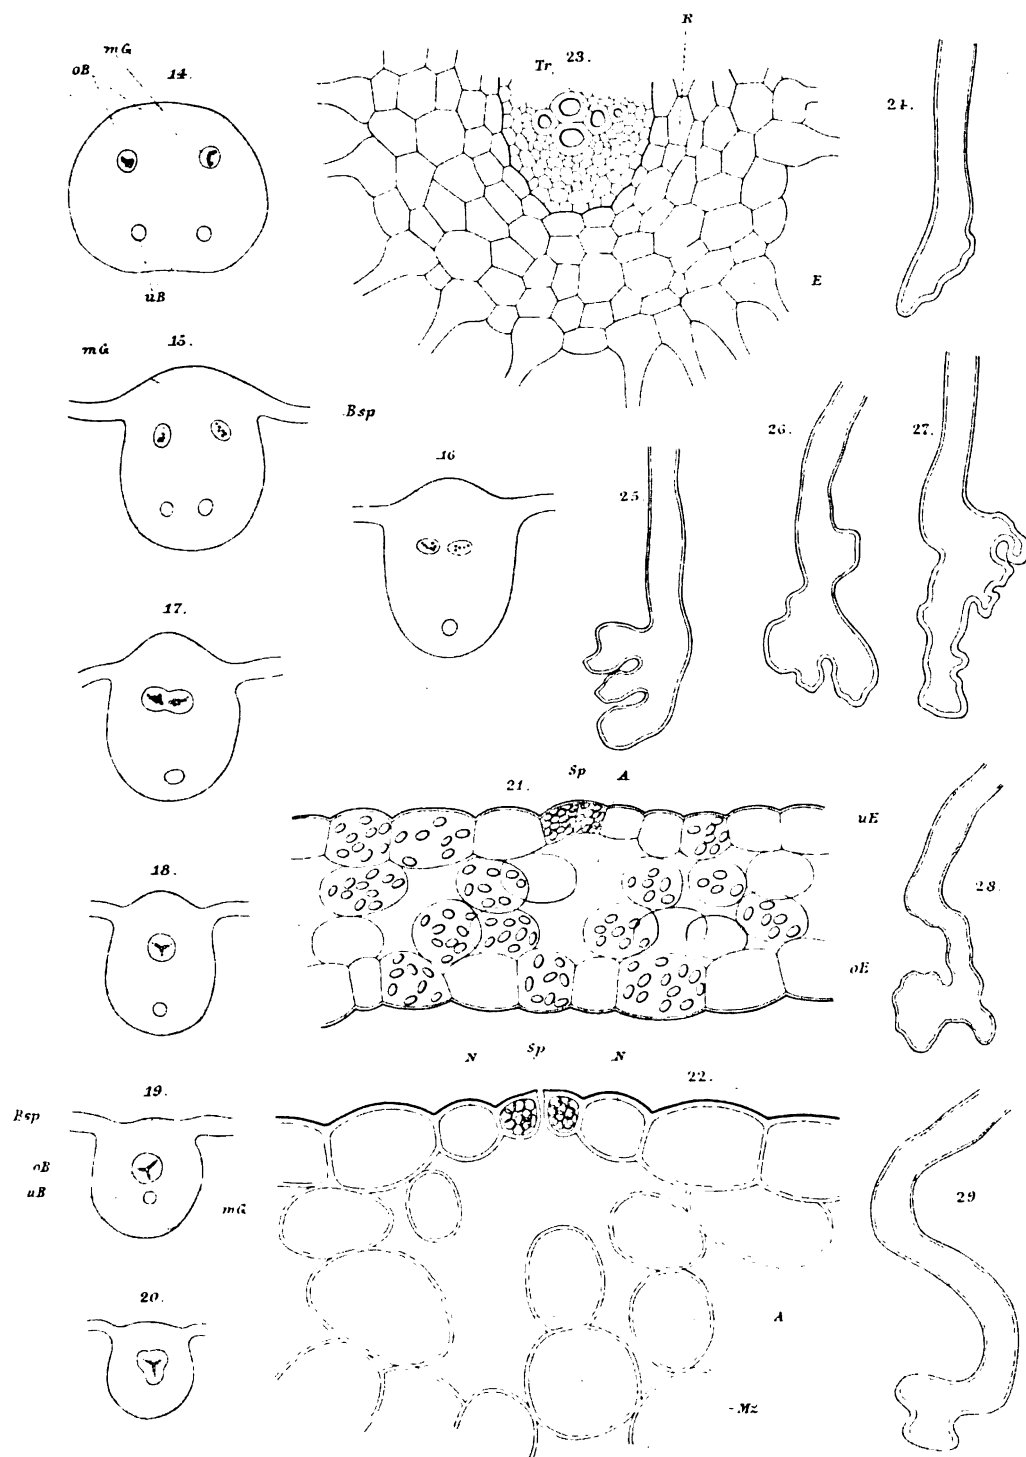 mG
oB
14.
uB
Tr. 23.
R
E
24.
mG
15.
Bsp
16
25.
26.
27.
17.
18.
21.
Sp A
uE
oE
28.
19.
Bsp
oB
uB
mG
N Sp N
22.
A
Mz
29
20.